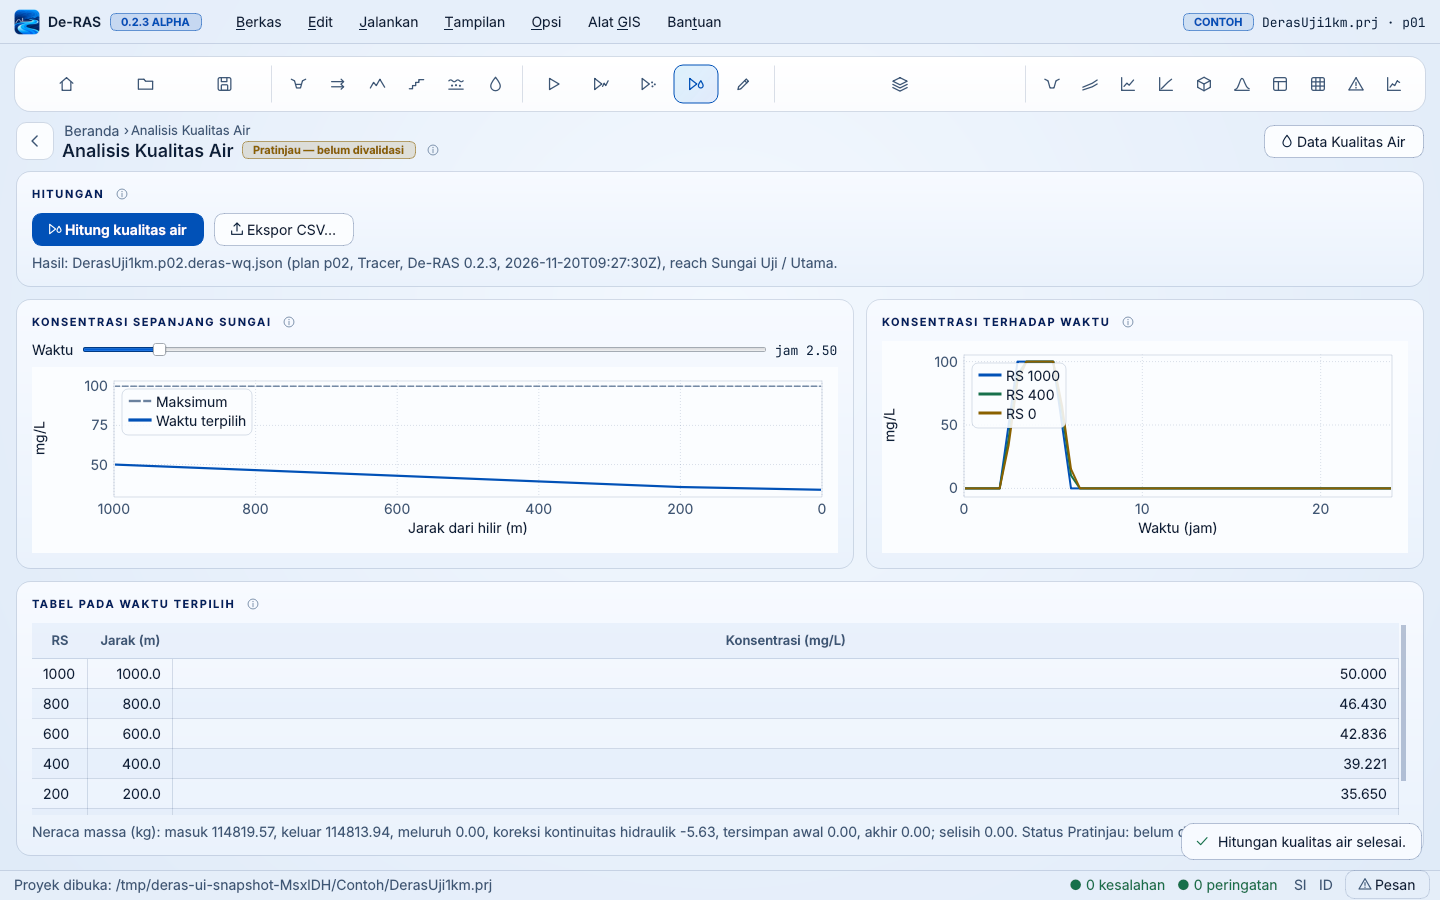 De-RAS 0.2.3 ALPHA Berkas Edit Jalankan Tampilan Opsi Alat GIS Bantuan CONTOH DerasUji1km.prj · p01
Beranda › Analisis Kualitas Air
Analisis Kualitas Air Pratinjau — belum divalidasi
Data Kualitas Air
HITUNGAN
Hitung kualitas air Ekspor CSV...
Hasil: DerasUji1km.p02.deras-wq.json (plan p02, Tracer, De-RAS 0.2.3, 2026-11-20T09:27:30Z), reach Sungai Uji / Utama.
KONSENTRASI SEPANJANG SUNGAI
Waktu jam 2.50
100
75
50
mg/L
Maksimum
Waktu terpilih
1000 800 600 400 200 0
Jarak dari hilir (m)
KONSENTRASI TERHADAP WAKTU
100
50
0
mg/L
RS 1000
RS 400
RS 0
0 10 20
Waktu (jam)
TABEL PADA WAKTU TERPILIH
RS Jarak (m) Konsentrasi (mg/L)
1000 1000.0 50.000
800 800.0 46.430
600 600.0 42.836
400 400.0 39.221
200 200.0 35.650
Neraca massa (kg): masuk 114819.57, keluar 114813.94, meluruh 0.00, koreksi kontinuitas hidraulik -5.63, tersimpan awal 0.00, akhir 0.00; selisih 0.00. Status Pratinjau: belum
Hitungan kualitas air selesai.
Proyek dibuka: /tmp/deras-ui-snapshot-MsxIDH/Contoh/DerasUji1km.prj 0 kesalahan 0 peringatan SI ID Pesan